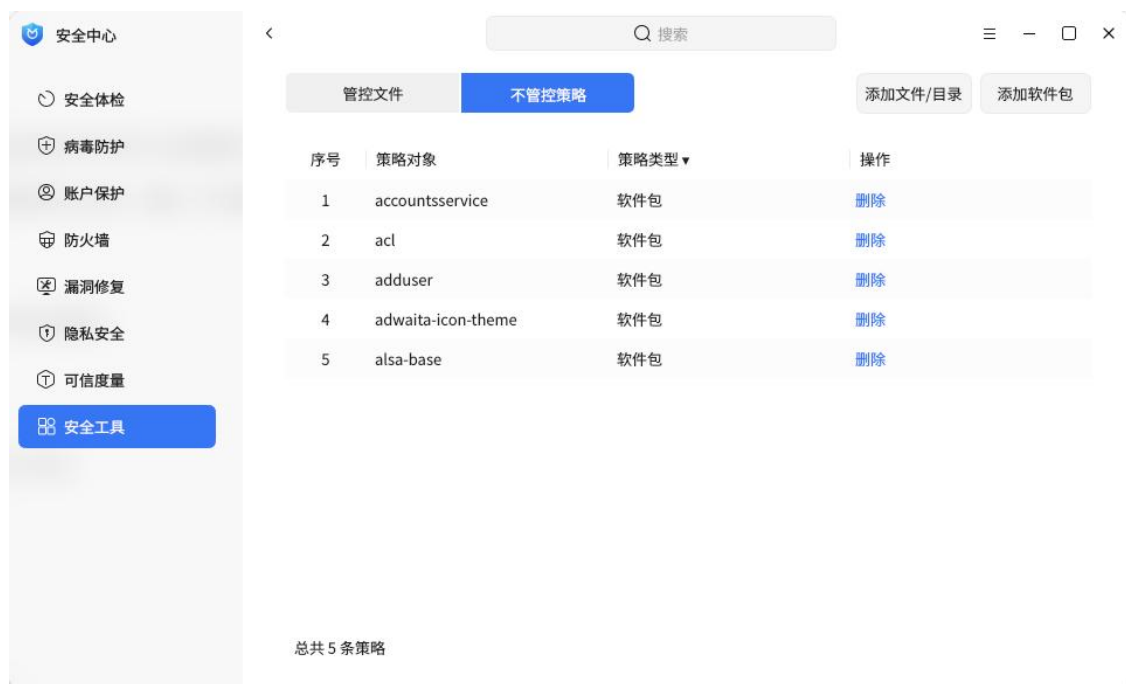 安全中心
搜索
安全体检
病毒防护
账户保护
防火墙
漏洞修复
隐私安全
可信度量
安全工具
管控文件 不管控策略 添加文件/目录 添加软件包
序号 策略对象 策略类型▼ 操作
1 accountsservice 软件包 删除
2 acl 软件包 删除
3 adduser 软件包 删除
4 adwaita-icon-theme 软件包 删除
5 alsa-base 软件包 删除
总共 5 条策略